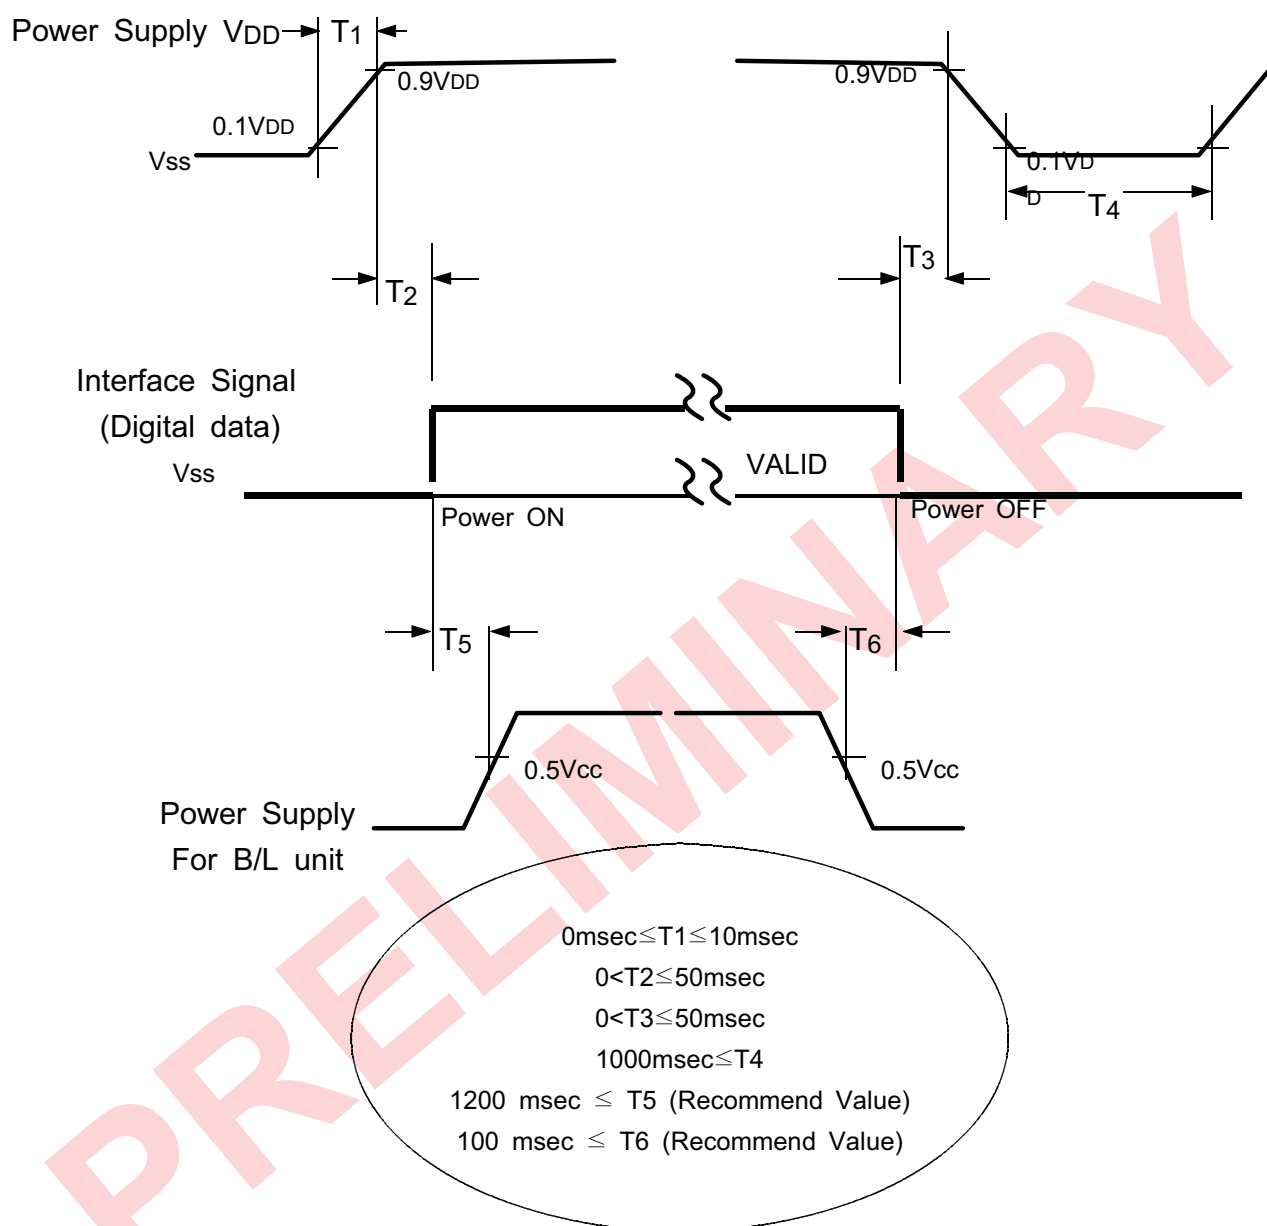 Power Supply VDD T1
0.9VDD
0.9VDD
0.1VDD
Vss
0.1VD
D
T4
T2
T3
Interface Signal
(Digital data)
Vss
VALID
Power ON
Power OFF
T5
T6
0.5Vcc
0.5Vcc
Power Supply
For B/L unit
0msec≤T1≤10msec
0<T2≤50msec
0<T3≤50msec
1000msec≤T4
1200 msec ≤ T5 (Recommend Value)
100 msec ≤ T6 (Recommend Value)
PRELIMINARY